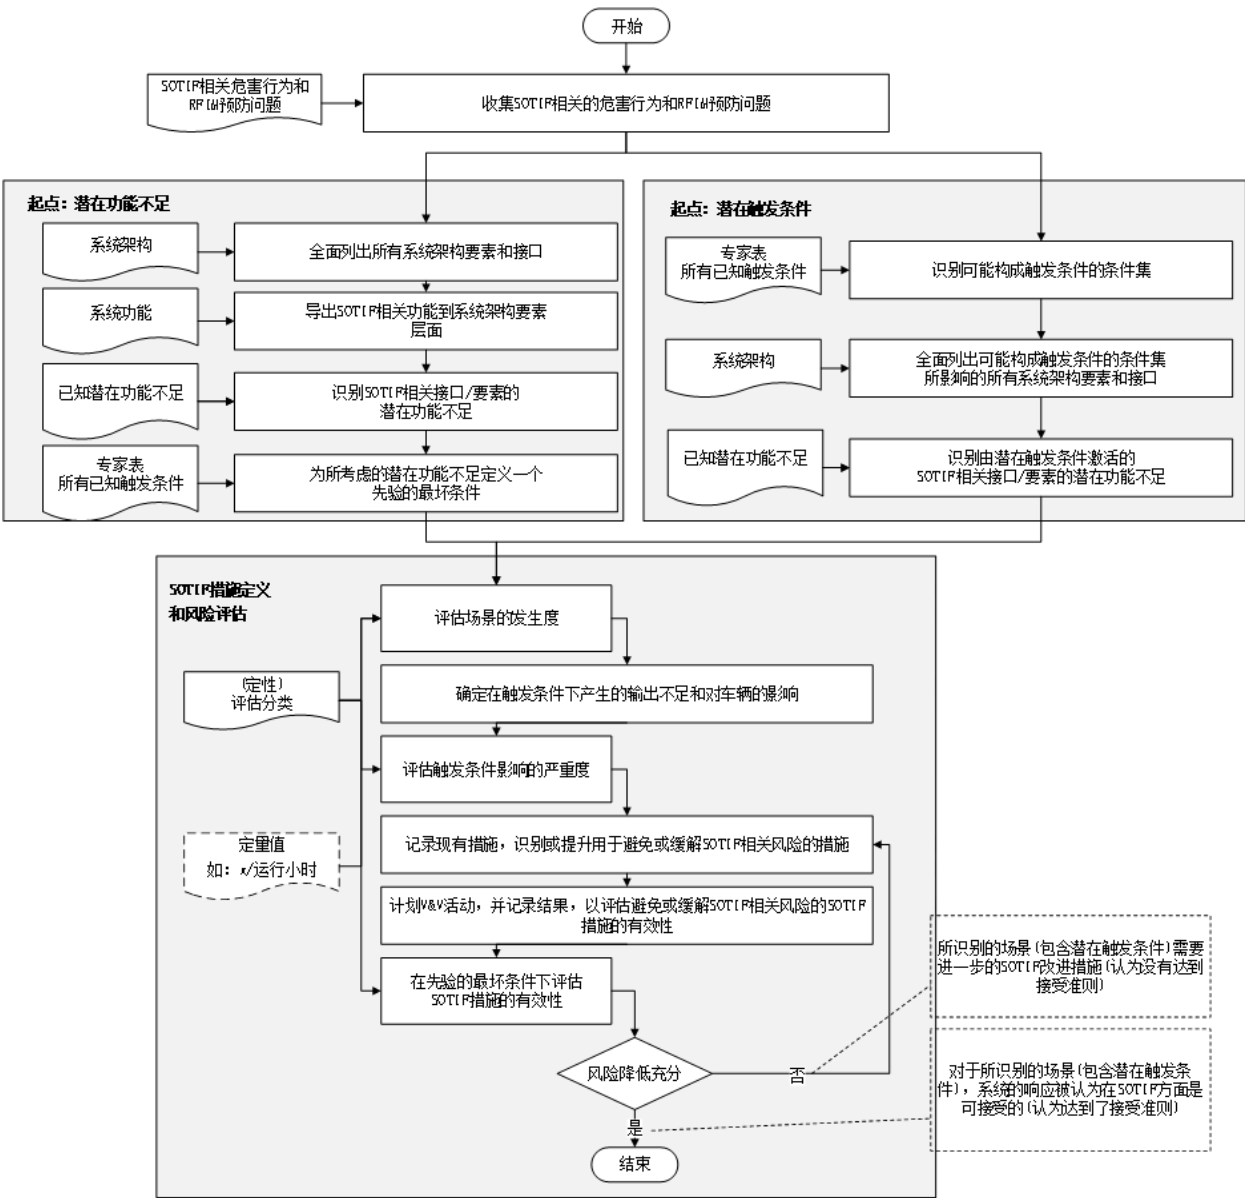 开始
SOTIF相关危害行为和
RFIM预防问题
收集SOTIF相关的危害行为和RFIM预防问题
起点：潜在功能不足
系统架构
全面列出所有系统架构要素和接口
系统功能
导出SOTIF相关功能到系统架构要素
层面
已知潜在功能不足
识别SOTIF相关接口/要素的
潜在功能不足
专家表
所有已知触发条件
为所考虑的潜在功能不足定义一个
先验的最坏条件
起点：潜在触发条件
专家表
所有已知触发条件
识别可能构成触发条件的条件集
系统架构
全面列出可能构成触发条件的条件集
所影响的所有系统架构要素和接口
已知潜在功能不足
识别由潜在触发条件激活的
SOTIF相关接口/要素的潜在功能不足
SOTIF措施定义
和风险评估
评估场景的发生度
(定性)
评估分类
确定在触发条件下产生的输出不足和对车辆的影响
评估触发条件影响的严重度
定量值
如：x/运行小时
记录现有措施，识别或提升用于避免或缓解SOTIF相关风险的措施
计划V&V活动，并记录结果，以评估避免或缓解SOTIF相关风险的SOTIF
措施的有效性
在先验的最坏条件下评估
SOTIF措施的有效性
风险降低充分
否
是
结束
所识别的场景(包含潜在触发条件)需要
进一步的SOTIF改进措施(认为没有达到
接受准则)
对于所识别的场景(包含潜在触发条
件)，系统的响应被认为在SOTIF方面是
可接受的(认为达到了接受准则)